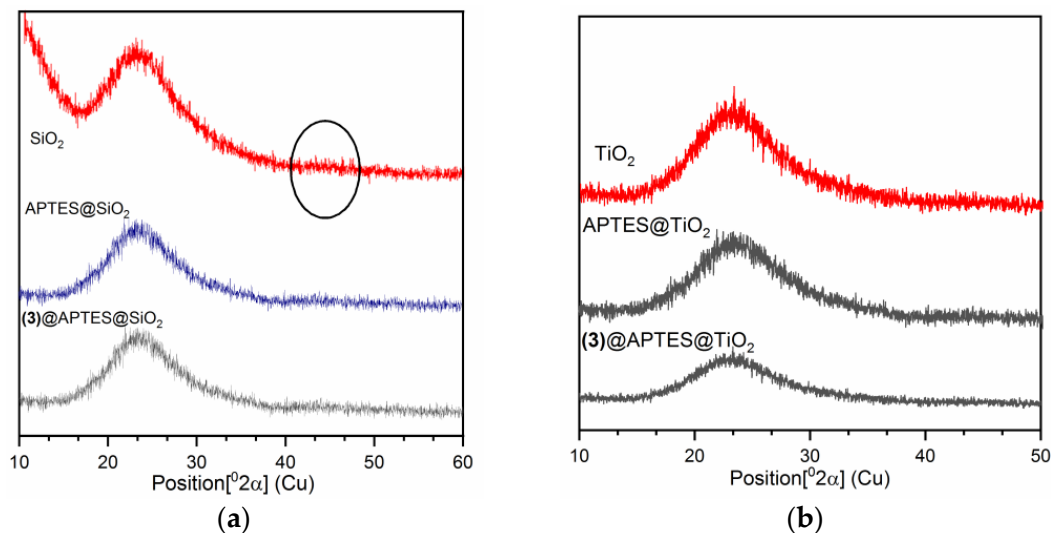 SiO₂
APTES@SiO₂
(3)@APTES@SiO₂
10 20 30 40 50 60
Position[⁰2α] (Cu)
(a)
TiO₂
APTES@TiO₂
(3)@APTES@TiO₂
10 20 30 40 50
Position[⁰2α] (Cu)
(b)